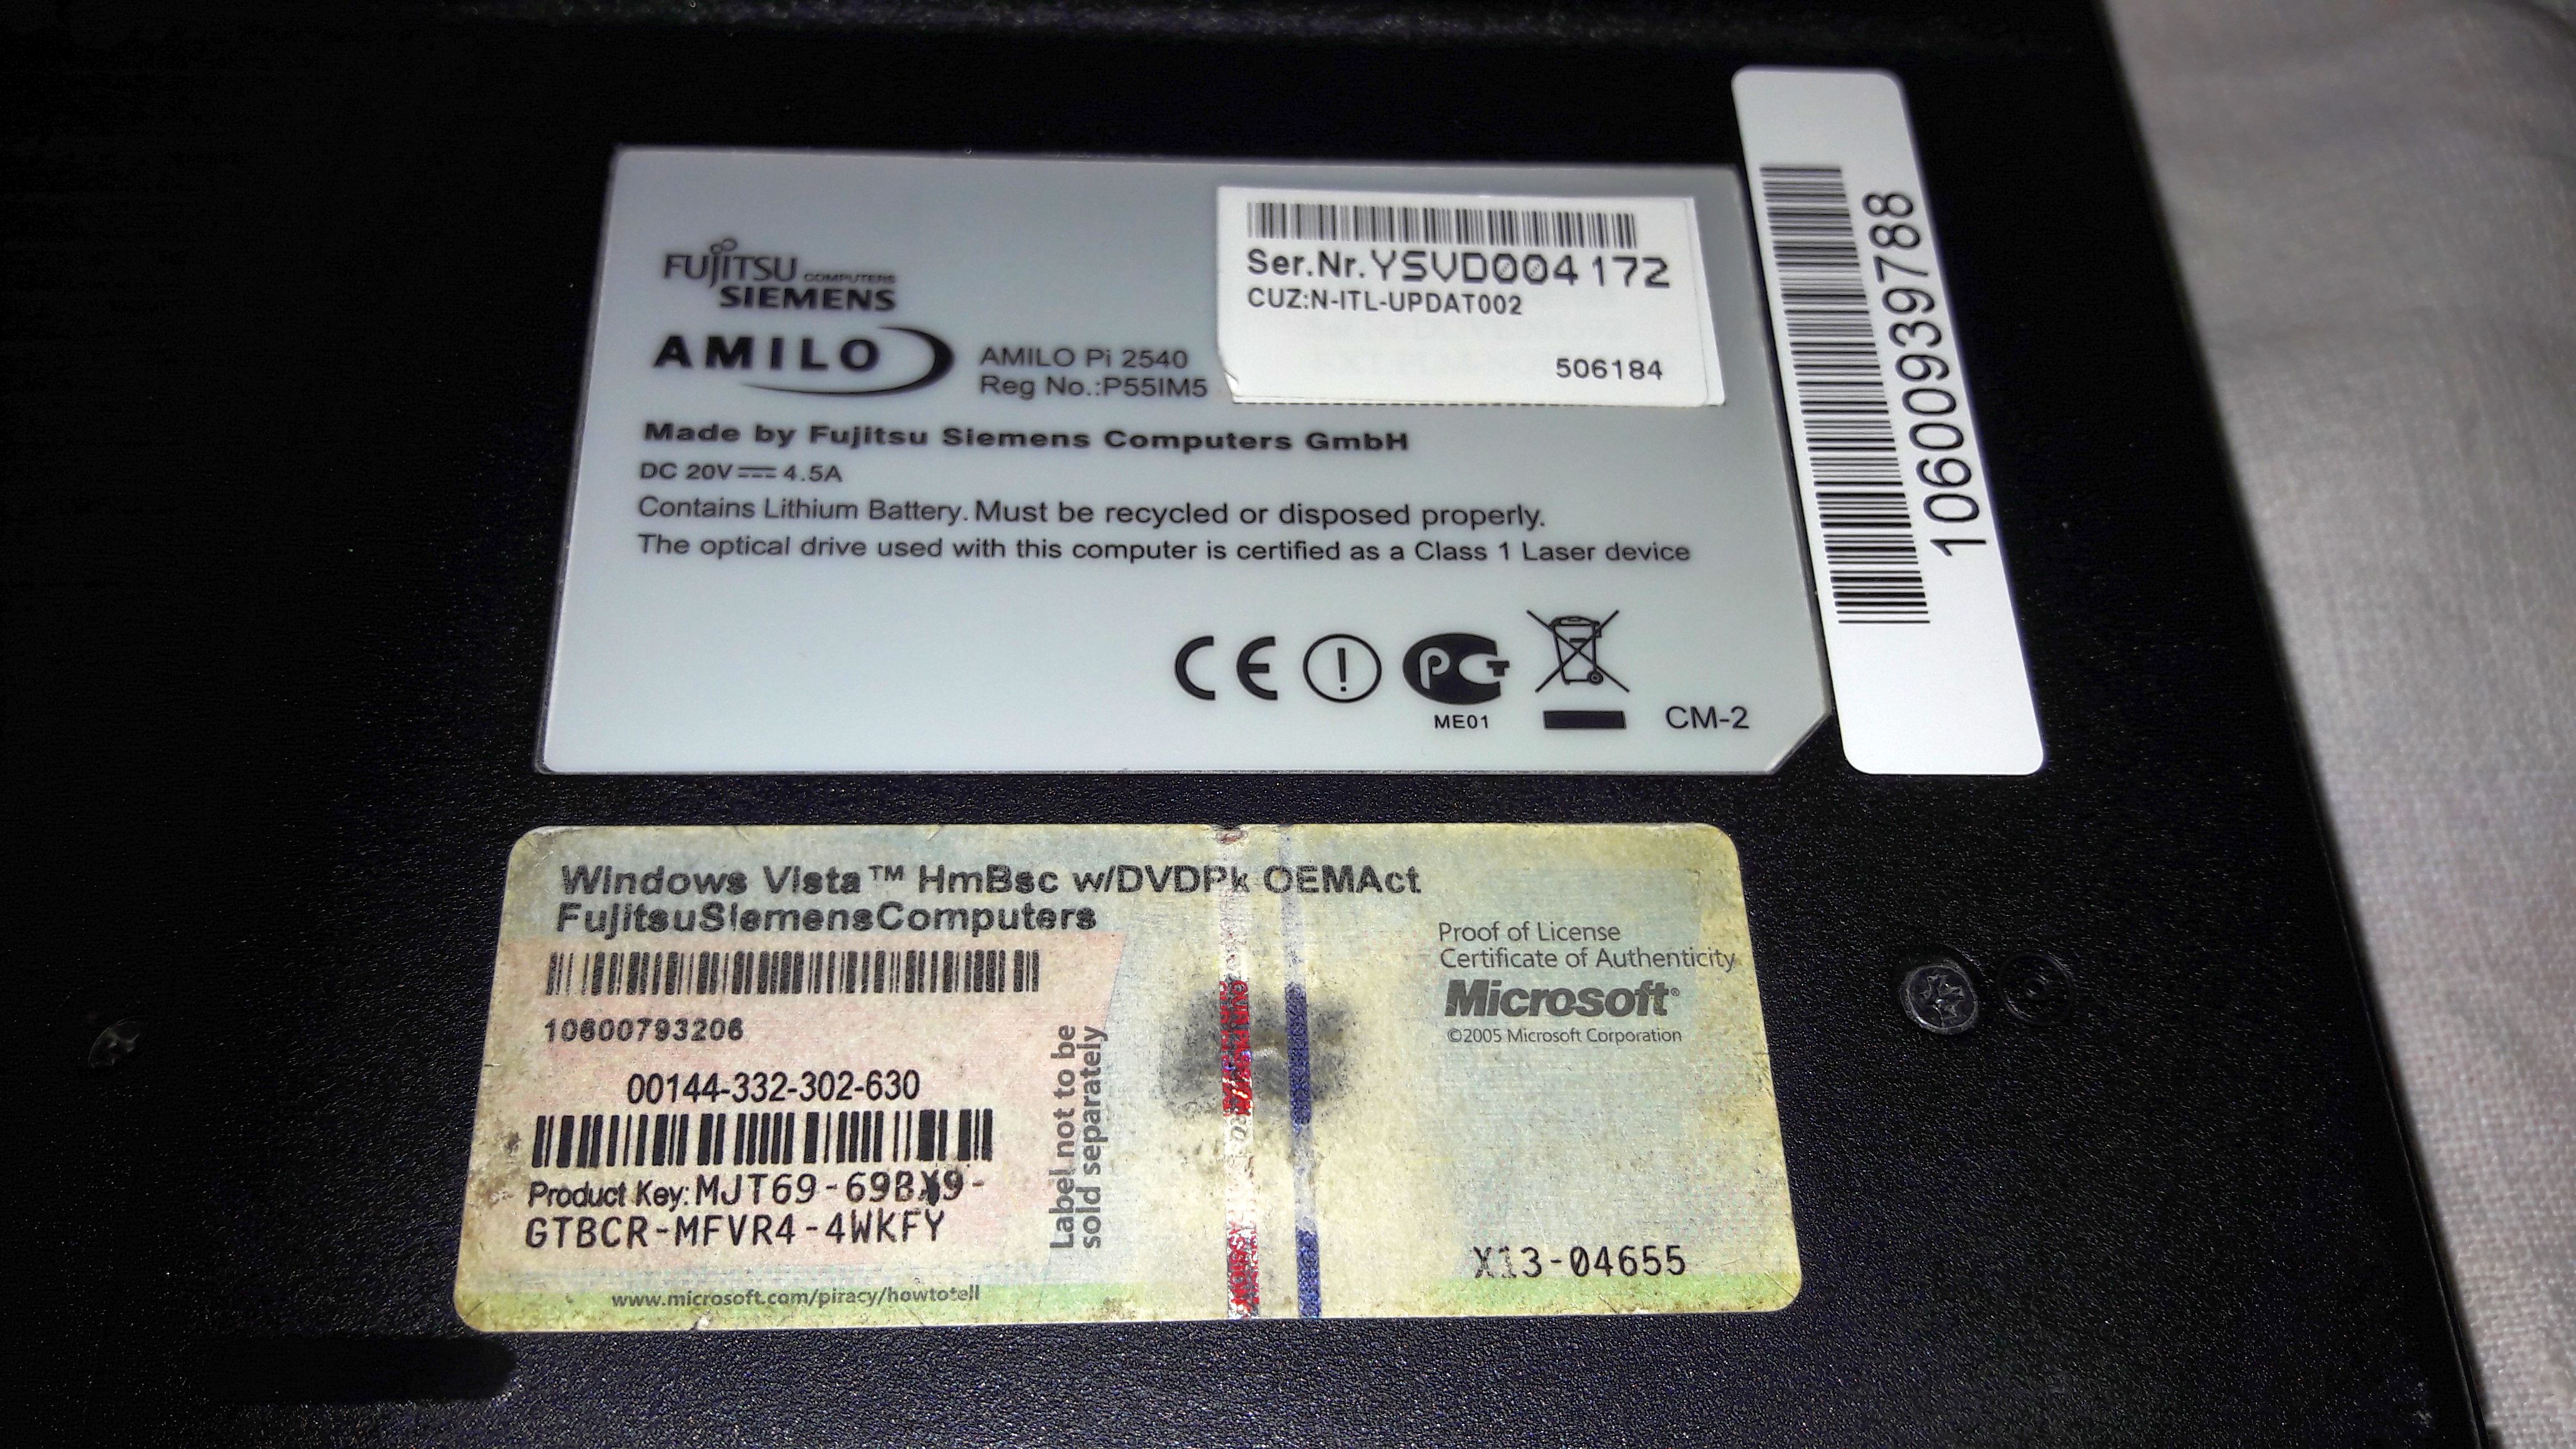 FUJITSU COMPUTERS
SIEMENS
AMILO
AMILO Pi 2540
Reg No.:P55IM5
Ser.Nr.YSVD004172
CUZ:N-ITL-UPDAT002
506184
Made by Fujitsu Siemens Computers GmbH
DC 20V 4.5A
Contains Lithium Battery. Must be recycled or disposed properly.
The optical drive used with this computer is certified as a Class 1 Laser device
CE
ME01
CM-2
10600939788
Windows Vista™ HmBsc w/DVDPk OEMAct
FujitsuSiemensComputers
10600793206
00144-332-302-630
Product Key:MJT69-
GTBCR-MFVR4-4WKFY
Label not to be
sold separately
www.microsoft.com/piracy/howtotell
Proof of License
Certificate of Authenticity
Microsoft®
©2005 Microsoft Corporation
X13-04655